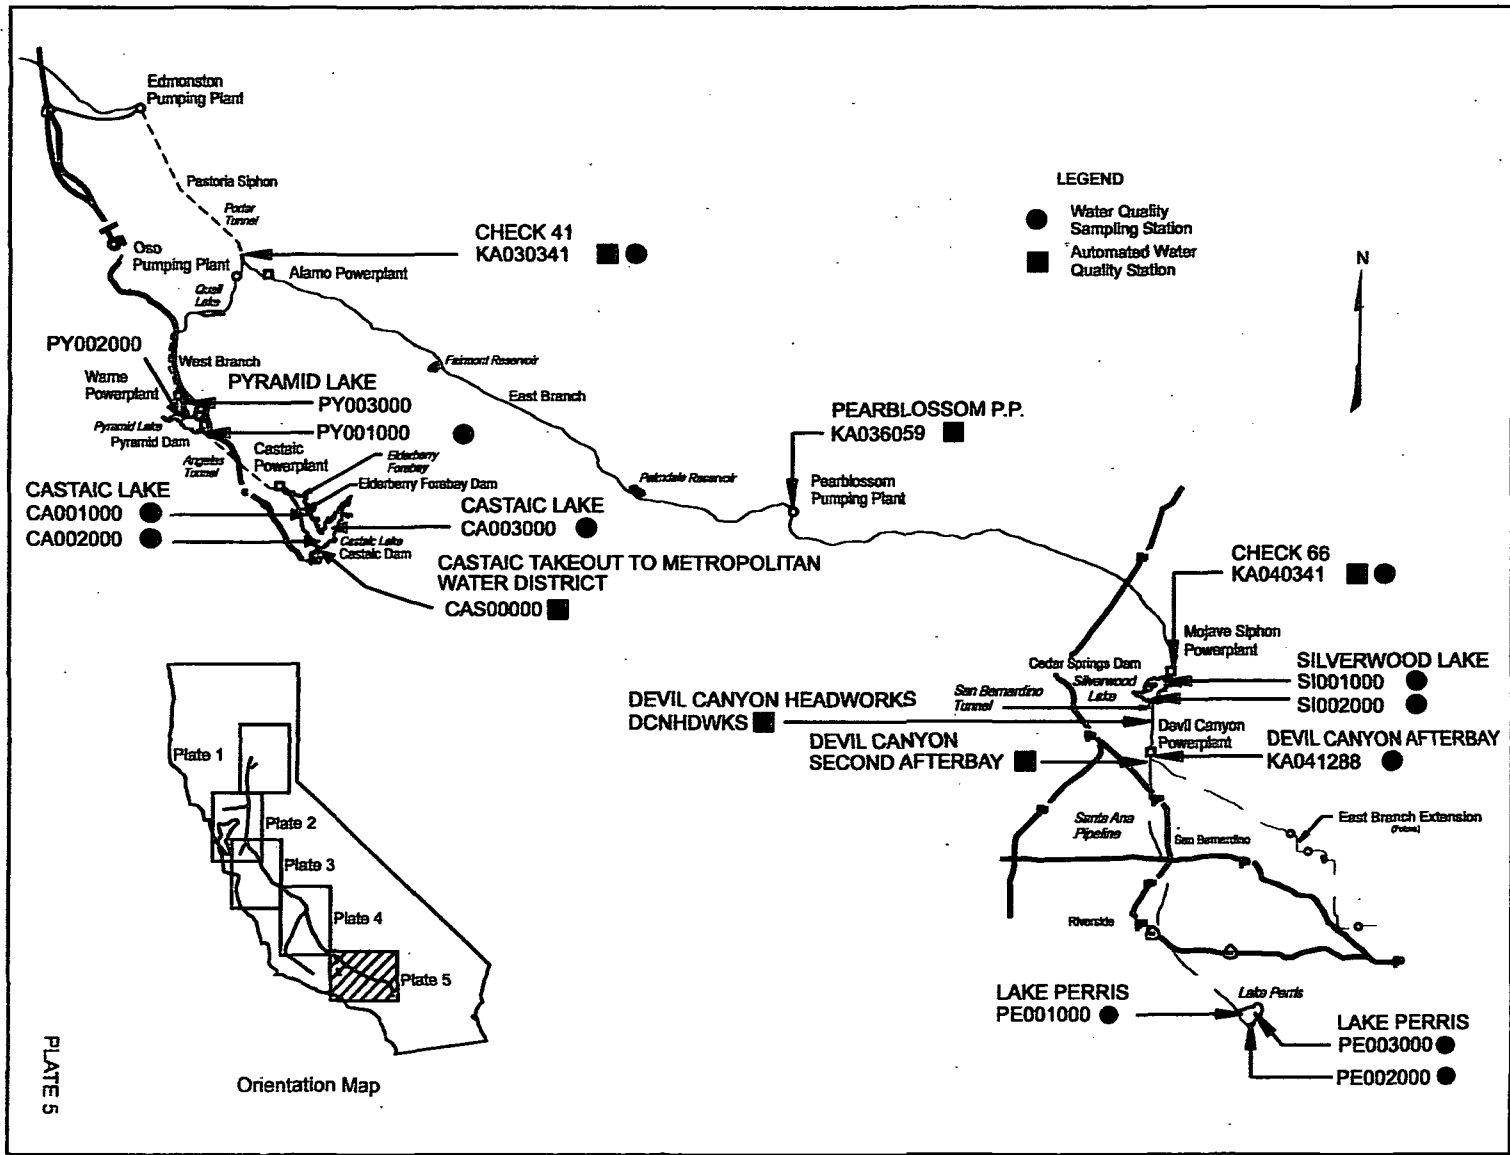 Edmonston
Pumping Plant
Pastoria Siphon
Porter
Tunnel
Oso
Pumping Plant
CHECK 41
KA030341
Alamo Powerplant
Quail
Lake
LEGEND
Water Quality
Sampling Station
Automated Water
Quality Station
N
PY002000
West Branch
Warne
Powerplant
PYRAMID LAKE
PY003000
Pyramid Lake
Pyramid Dam
PY001000
Fairmont Reservoir
East Branch
Angeles
Tunnel
Castaic
Powerplant
Elderberry
Forebay
Elderberry Forebay Dam
CASTAIC LAKE
CA001000
CA002000
CASTAIC LAKE
CA003000
Castaic Lake
Castaic Dam
CASTAIC TAKEOUT TO METROPOLITAN
WATER DISTRICT
CAS00000
Palmdale Reservoir
PEARBLOSSOM P.P.
KA036059
Pearblossom
Pumping Plant
CHECK 66
KA040341
Mojave Siphon
Powerplant
Cedar Springs Dam
Silverwood
Lake
SILVERWOOD LAKE
SI001000
SI002000
San Bernardino
Tunnel
DEVIL CANYON HEADWORKS
DCNHDWKS
Devil Canyon
Powerplant
DEVIL CANYON
SECOND AFTERBAY
DEVIL CANYON AFTERBAY
KA041288
Santa Ana
Pipeline
San Bernardino
East Branch Extension
(Future)
Riverside
Lake Perris
LAKE PERRIS
PE001000
LAKE PERRIS
PE003000
PE002000
Plate 1
Plate 2
Plate 3
Plate 4
Plate 5
Orientation Map
PLATE 5